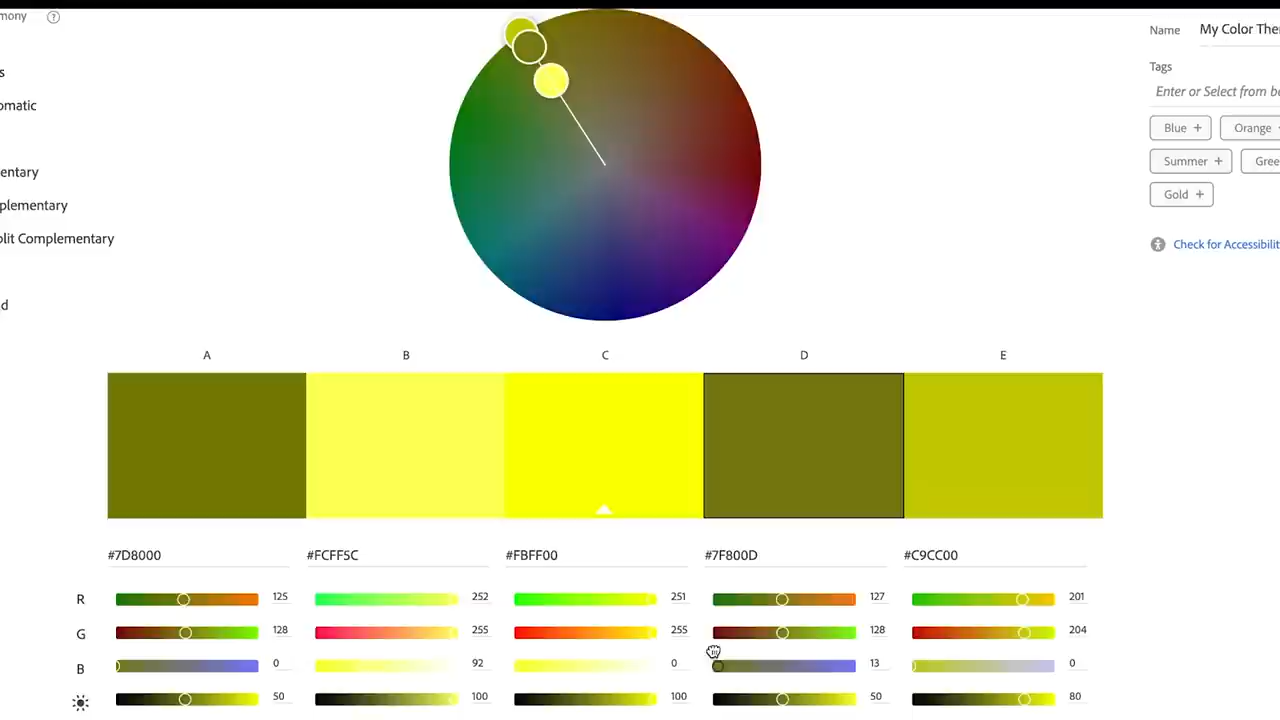 mony ?
s
omatic
entary
plementary
olit Complementary
d
Name My Color The
Tags
Enter or Select from be
Blue + Orange +
Summer + Gree
Gold +
Check for Accessibilit
A B C D E
#7D8000 #FCFF5C #FBFF00 #7F800D #C9CC00
R 125 252 251 127 201
G 128 255 255 128 204
B 0 92 0 13 0
50 100 100 50 80